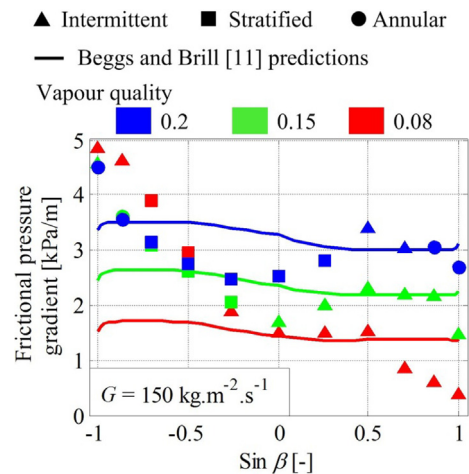 Intermittent Stratified Annular
Beggs and Brill [11] predictions
Vapour quality
0.2 0.15 0.08
Frictional pressure
gradient [kPa/m]
5
4
3
2
1
0
G = 150 kg.m⁻².s⁻¹
-1 -0.5 0 0.5 1
Sin β [-]